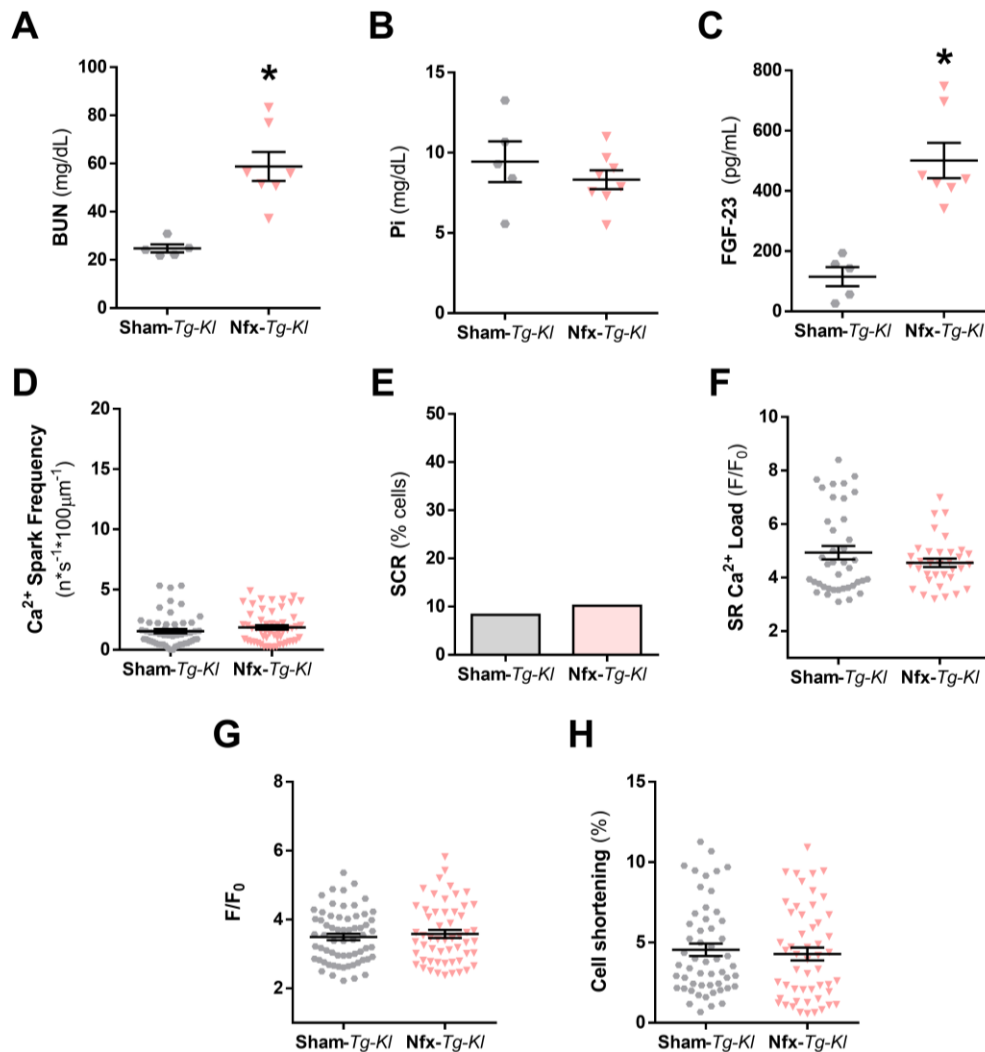 A
BUN (mg/dL)
100
80
60
40
20
0
*
Sham-Tg-Kl
Nfx-Tg-Kl
B
Pi (mg/dL)
15
10
5
0
Sham-Tg-Kl
Nfx-Tg-Kl
C
FGF-23 (pg/mL)
800
600
400
200
0
*
Sham-Tg-Kl
Nfx-Tg-Kl
D
Ca²⁺ Spark Frequency
(n*s⁻¹*100µm⁻¹)
20
15
10
5
0
Sham-Tg-Kl
Nfx-Tg-Kl
E
SCR (% cells)
50
40
30
20
10
0
Sham-Tg-Kl
Nfx-Tg-Kl
F
SR Ca²⁺ Load (F/F₀)
10
8
6
4
2
Sham-Tg-Kl
Nfx-Tg-Kl
G
F/F₀
8
6
4
2
Sham-Tg-Kl
Nfx-Tg-Kl
H
Cell shortening (%)
15
10
5
0
Sham-Tg-Kl
Nfx-Tg-Kl